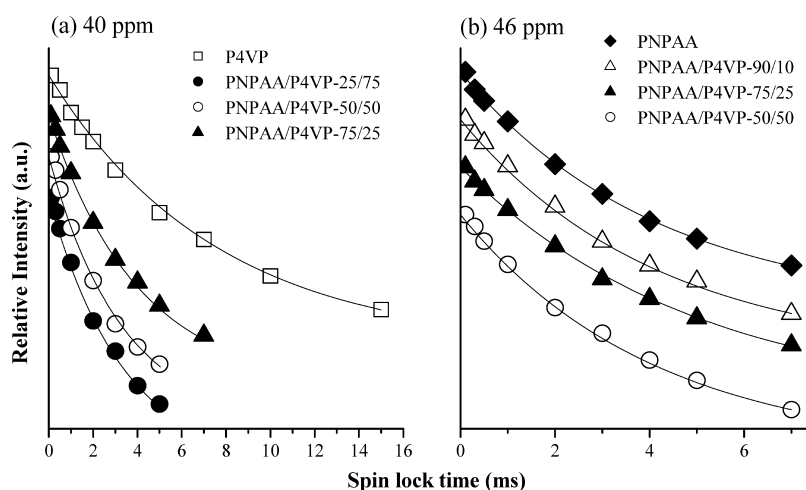 (a) 40 ppm
P4VP
PNPAA/P4VP-25/75
PNPAA/P4VP-50/50
PNPAA/P4VP-75/25
(b) 46 ppm
PNPAA
PNPAA/P4VP-90/10
PNPAA/P4VP-75/25
PNPAA/P4VP-50/50
Relative Intensity (a.u.)
0 2 4 6 8 10 12 14 16
0 2 4 6
Spin lock time (ms)